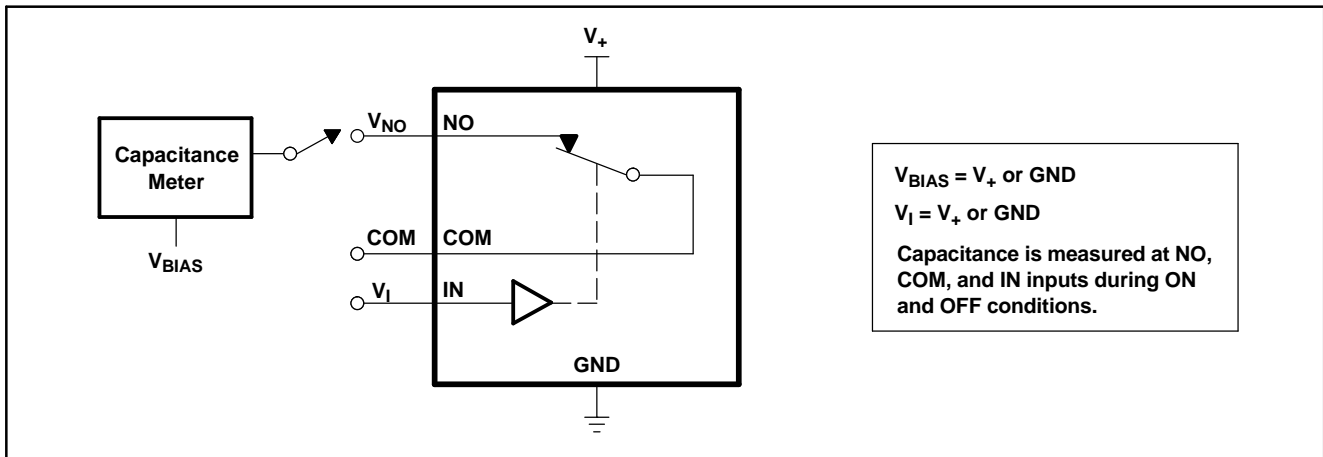 V+
Capacitance
Meter
VBIAS
VNO
NO
COM
COM
VI
IN
GND
VBIAS = V+ or GND
VI = V+ or GND
Capacitance is measured at NO,
COM, and IN inputs during ON
and OFF conditions.